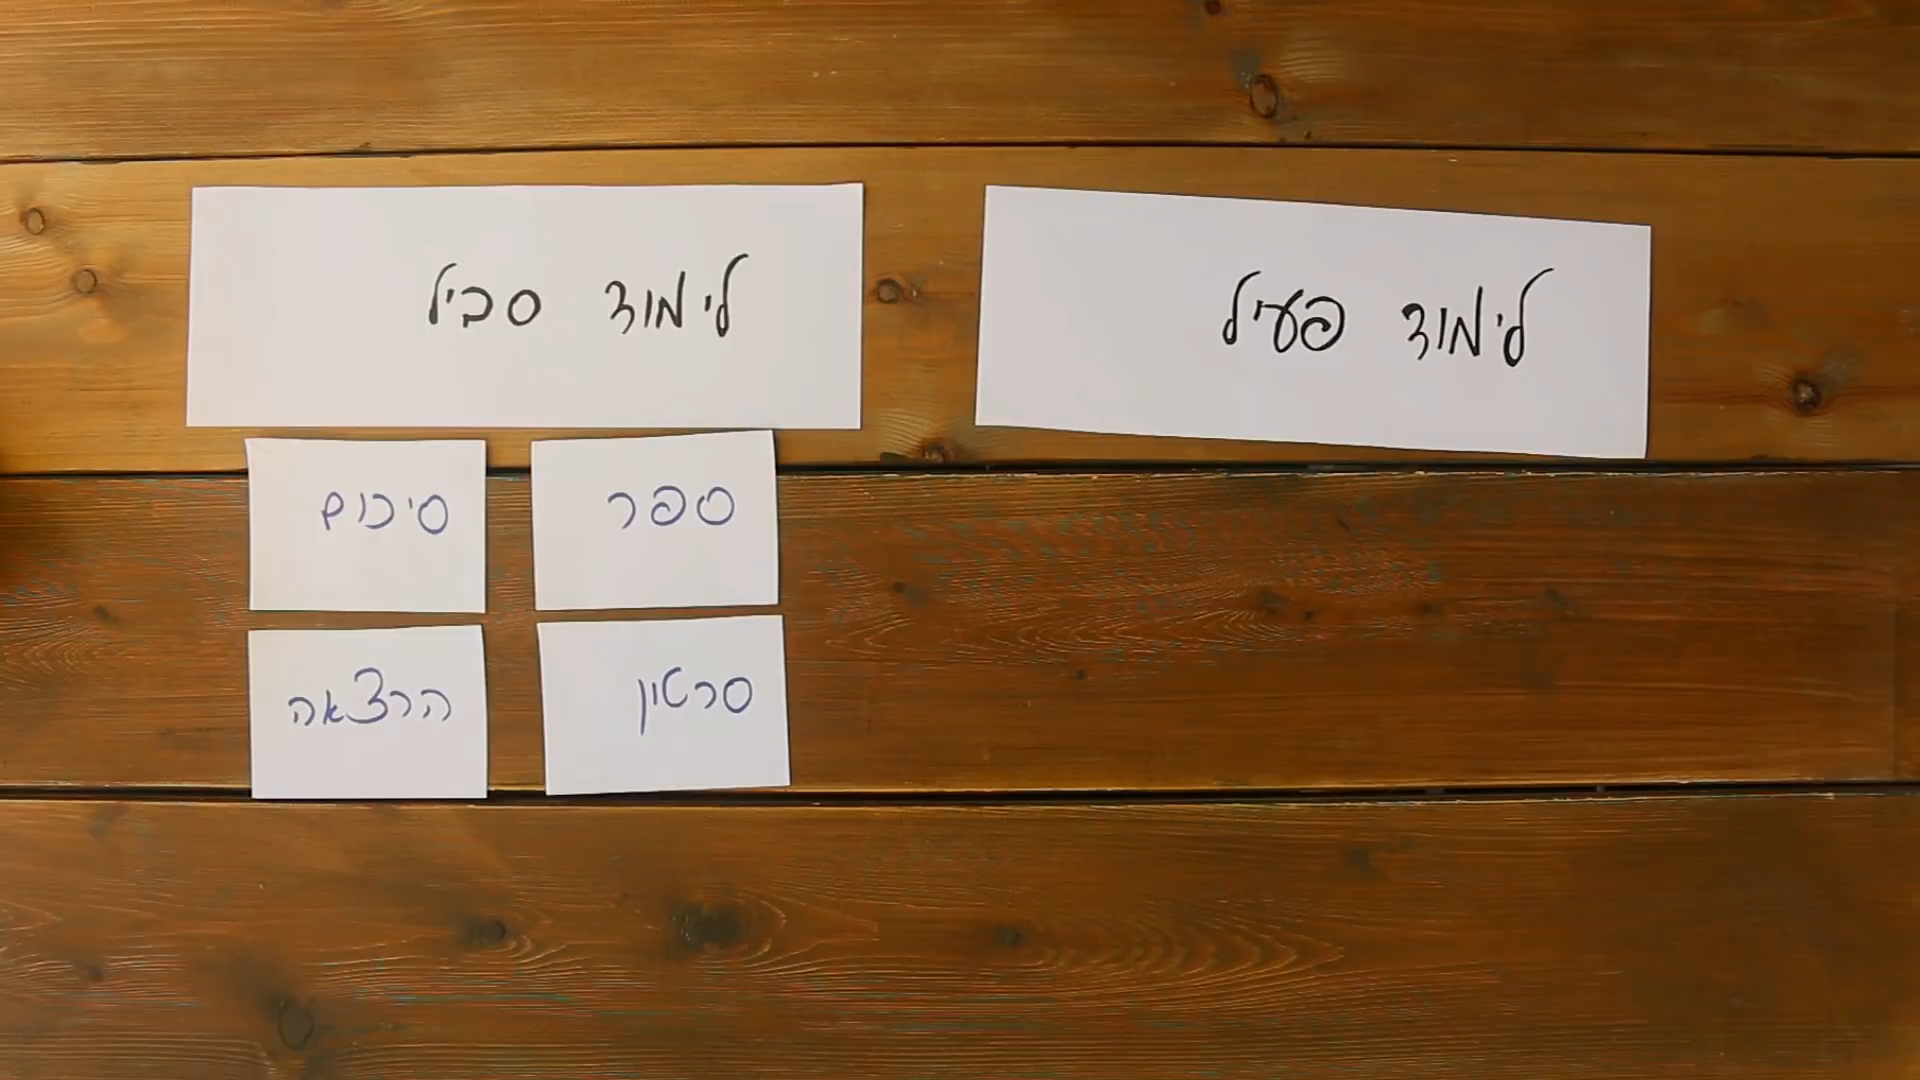 לימוד פעיל
לימוד סביל
ספר
סיכום
סרטון
הרצאה